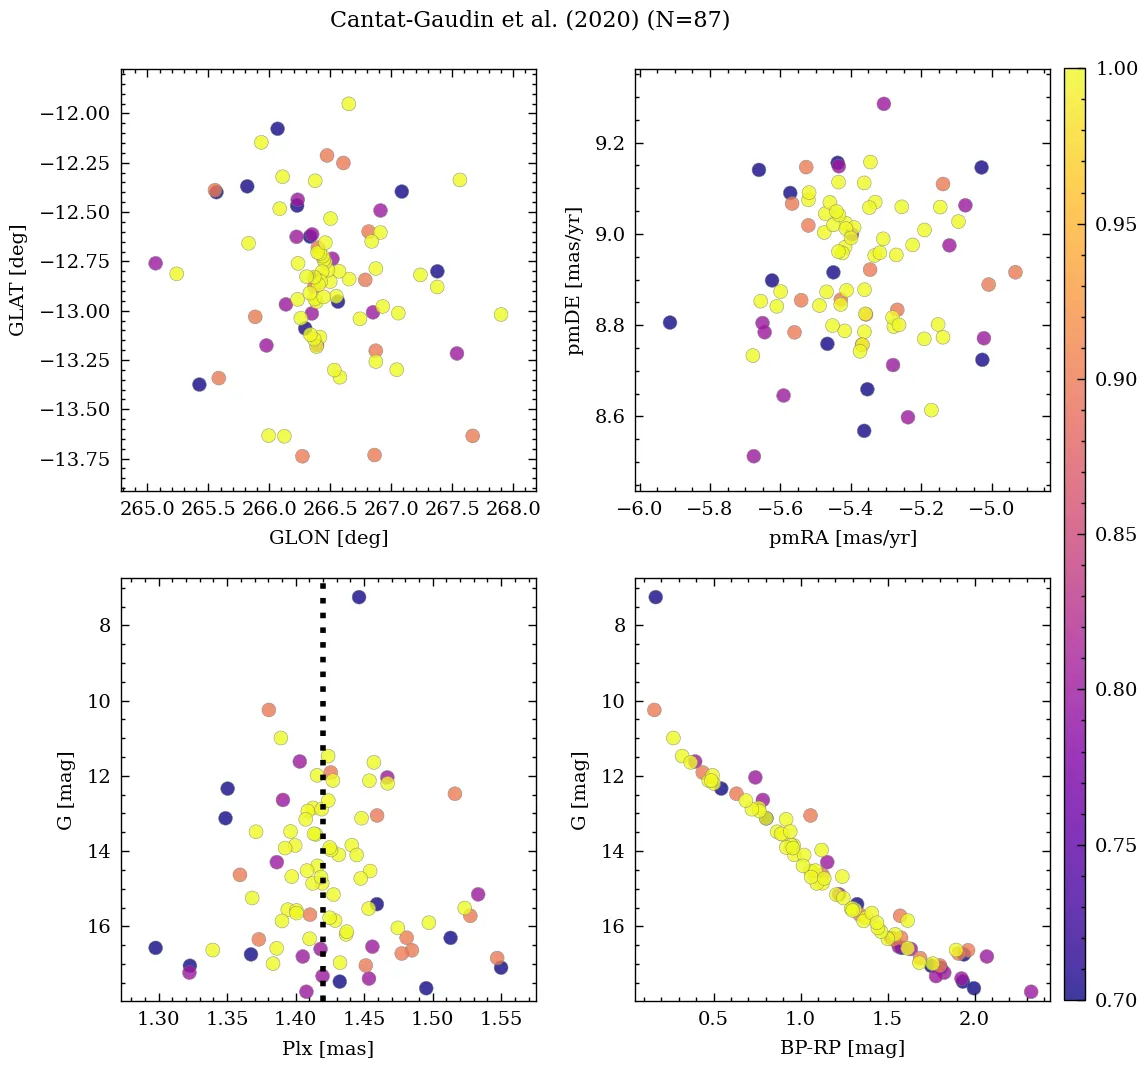 Cantat-Gaudin et al. (2020) (N=87)
−12.00
−12.25
−12.50
−12.75
−13.00
−13.25
−13.50
−13.75
GLAT [deg]
265.0 265.5 266.0 266.5 267.0 267.5 268.0
GLON [deg]
9.2
9.0
8.8
8.6
pmDE [mas/yr]
−6.0 −5.8 −5.6 −5.4 −5.2 −5.0
pmRA [mas/yr]
1.00
0.95
0.90
0.85
0.80
0.75
0.70
8
10
12
14
16
G [mag]
1.30 1.35 1.40 1.45 1.50 1.55
Plx [mas]
8
10
12
14
16
G [mag]
0.5 1.0 1.5 2.0
BP-RP [mag]